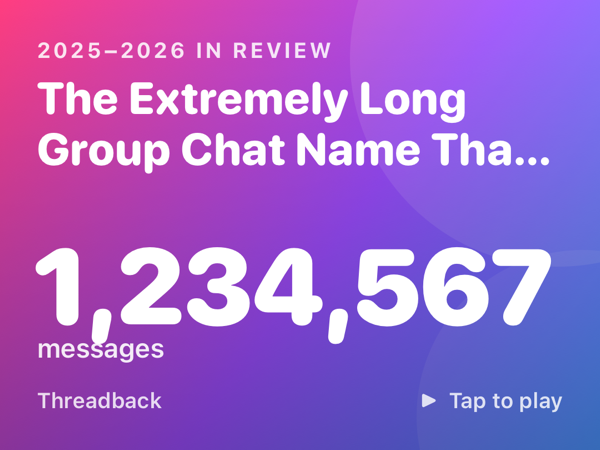 2025–2026 IN REVIEW
The Extremely Long
Group Chat Name Tha...
1,234,567
messages
Threadback
Tap to play